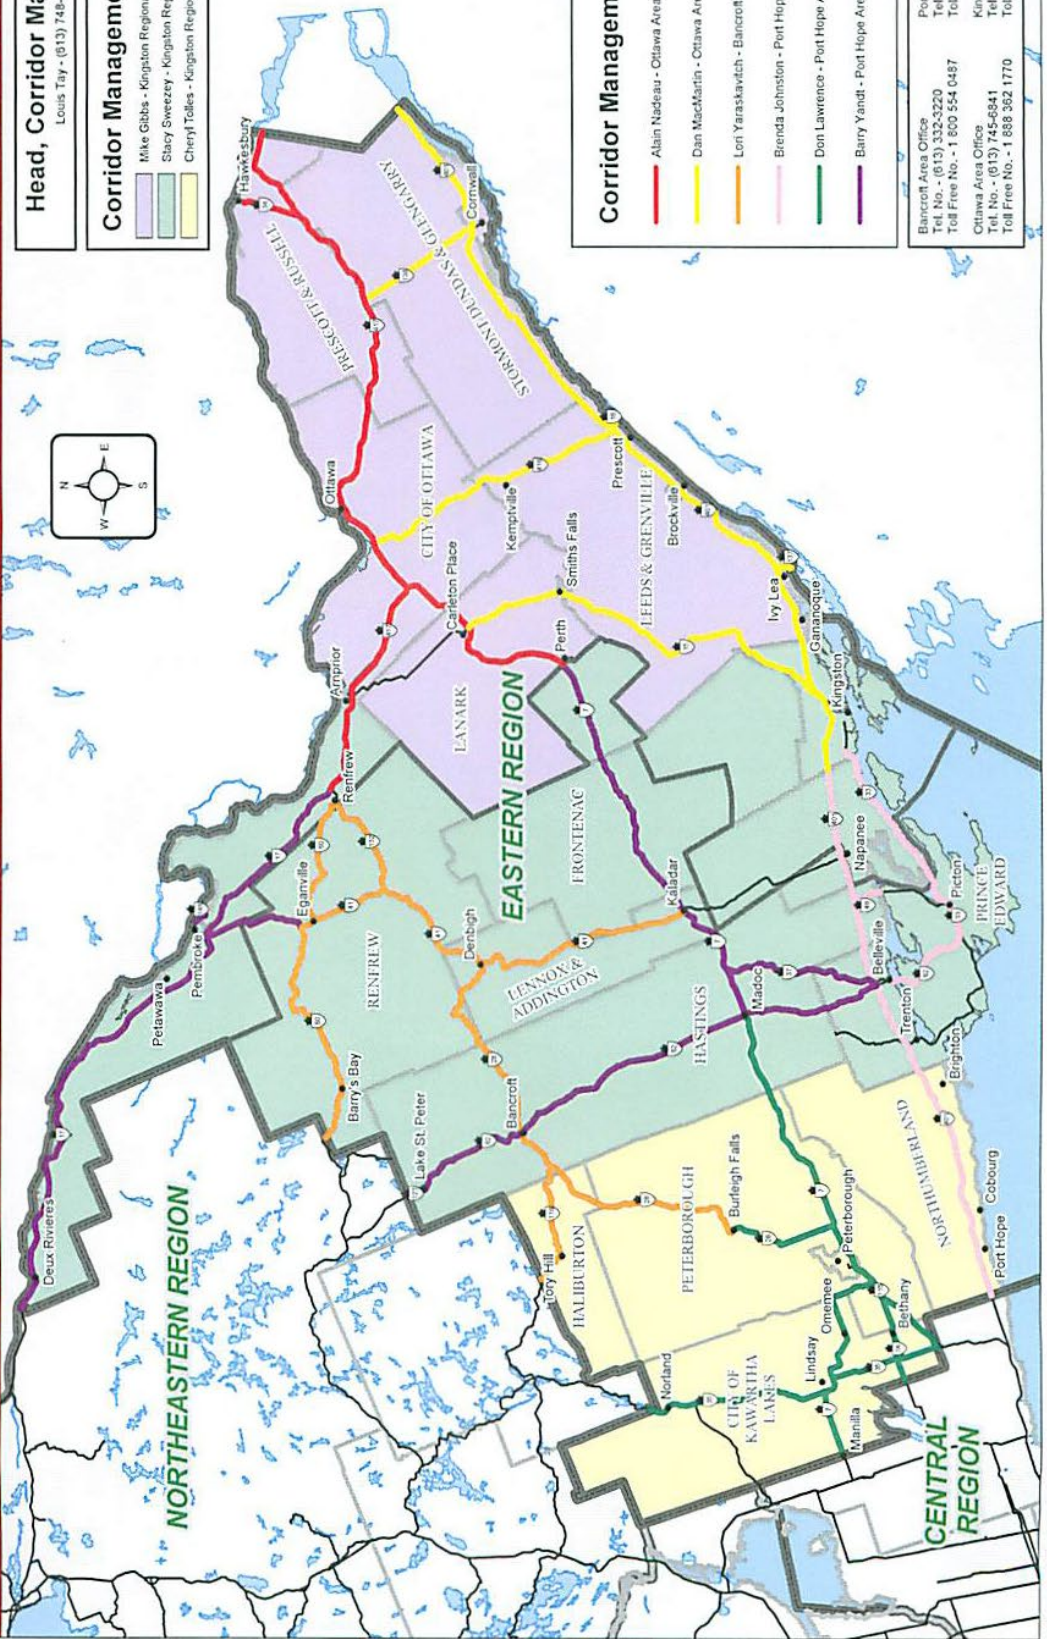 Head, Corridor Ma
Louis Tay - (613) 748-
Corridor Managem
Mike Gibbs - Kingston Regional
Stacy Sweezey - Kingston Reg
Cheryl Tolles - Kingston Regio
Corridor Managem
Alain Nadeau - Ottawa Area
Dan MacMartin - Ottawa Ar
Lori Yaraskavitch - Bancroft
Brenda Johnston - Port Hop
Don Lawrence - Port Hope A
Barry Yandt - Port Hope Are
Bancroft Area Office
Tel. No. - (613) 332-3220
Toll Free No. - 1 800 554 0487
Ottawa Area Office
Tel. No. - (613) 745-6841
Toll Free No. - 1 888 362 1770
Por
Tel
Tol
Kin
Tel
Tol
N
W
E
S
NORTHEASTERN REGION
EASTERN REGION
CENTRAL
REGION
Deux-Rivieres
Petawawa
Pembroke
Eganville
Renfrew
Arnprior
Ottawa
Hawkesbury
PRESCOTT & RUSSELL
STORMONT-DUNDAS & GLENGARRY
Cornwall
CITY OF OTTAWA
Carleton Place
Kemptville
Smiths Falls
Prescott
LEEDS & GRENVILLE
Brockville
Perth
LANARK
Ivy Lea
Gananoque
Kingston
RENFREW
Barry's Bay
Denbigh
LENNOX &
ADDINGTON
FRONTENAC
Kaladar
Napanee
Lake St. Peter
Bancroft
HASTINGS
Madoc
Belleville
Picton
PRINCE
EDWARD
Trenton
Brighton
Tory Hill
HALIBURTON
PETERBOROUGH
Burleigh Falls
Peterborough
NORTHUMBERLAND
Cobourg
Port Hope
Norland
CITY OF
KAWARTHA
LAKES
Lindsay
Omemee
Bethany
Manilla